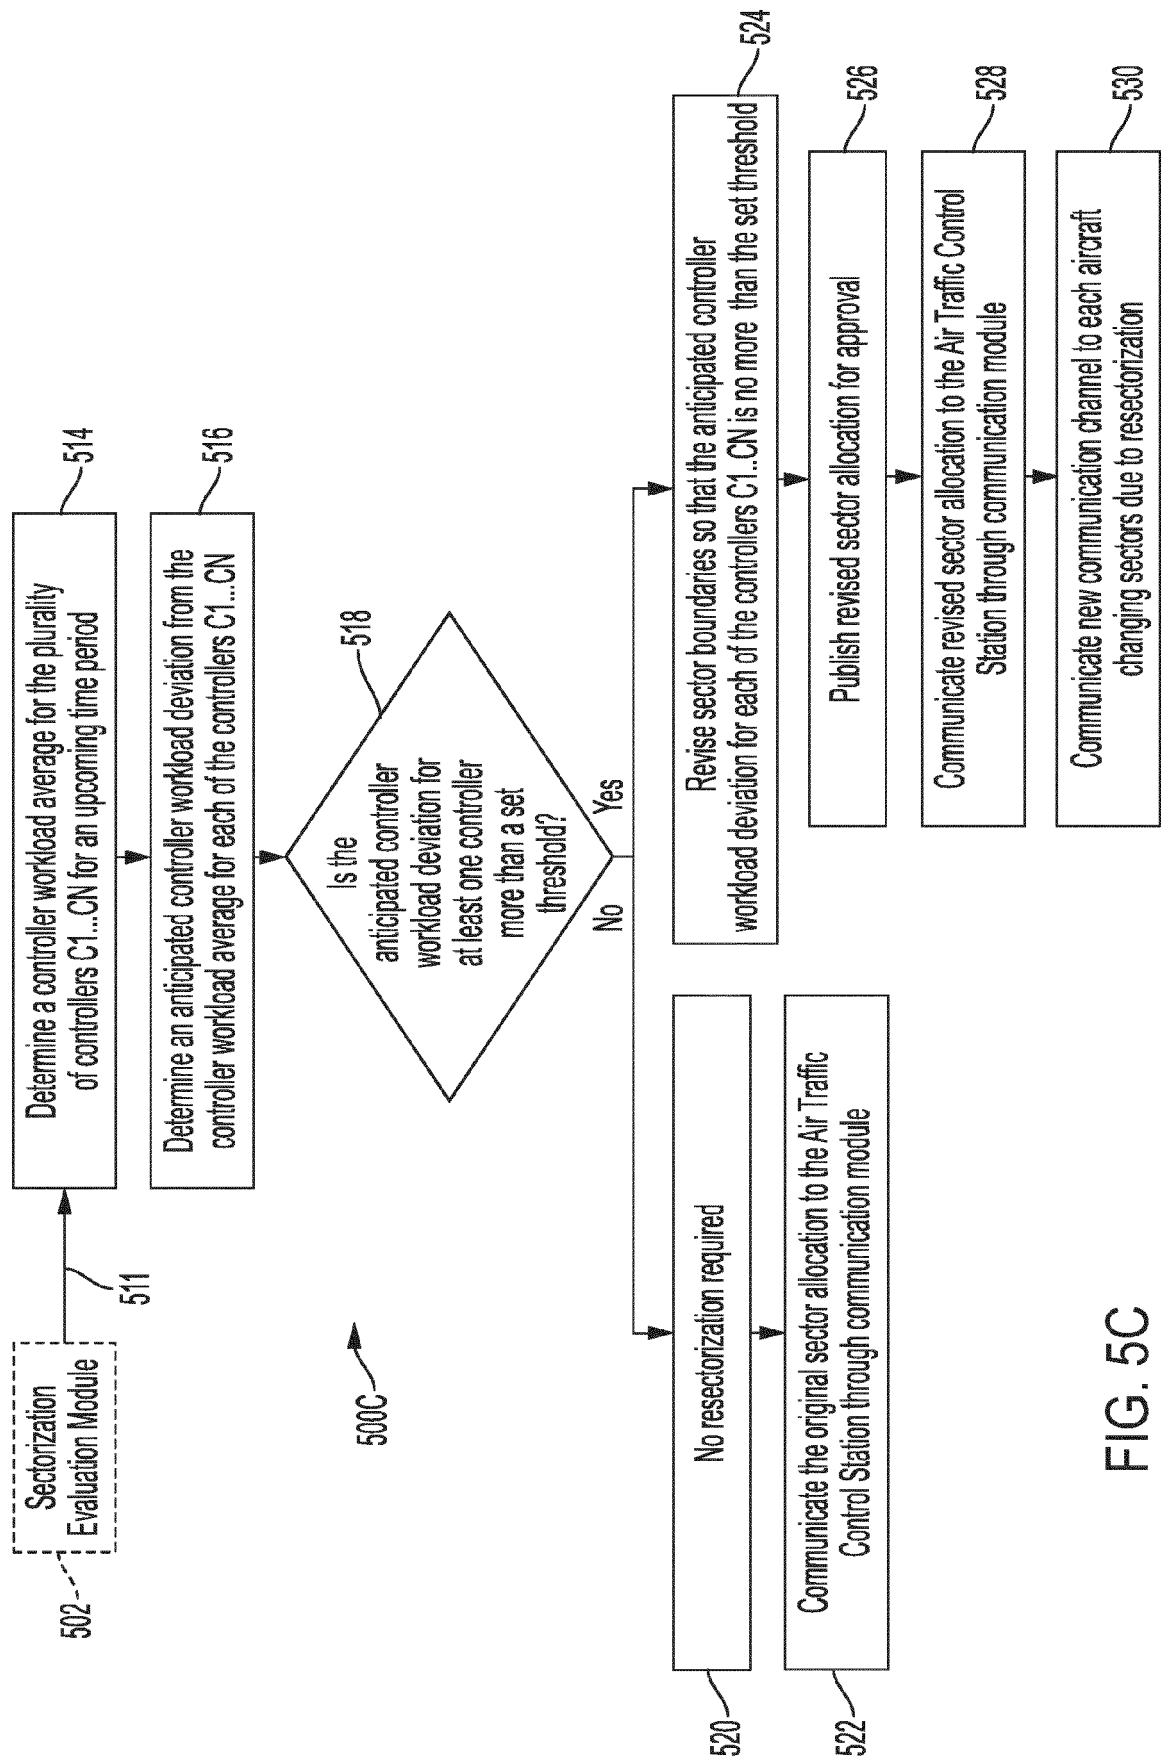 502
Sectorization
Evaluation Module
511
Determine a controller workload average for the plurality
of controllers C1...CN for an upcoming time period
514
Determine an anticipated controller workload deviation from the
controller workload average for each of the controllers C1...CN
516
500C
Is the
anticipated controller
workload deviation for
at least one controller
more than a set
threshold?
518
No
Yes
520
No resectorization required
522
Communicate the original sector allocation to the Air Traffic
Control Station through communication module
Revise sector boundaries so that the anticipated controller
workload deviation for each of the controllers C1..CN is no more than the set threshold
524
Publish revised sector allocation for approval
526
Communicate revised sector allocation to the Air Traffic Control
Station through communication module
528
Communicate new communication channel to each aircraft
changing sectors due to resectorization
530
FIG. 5C